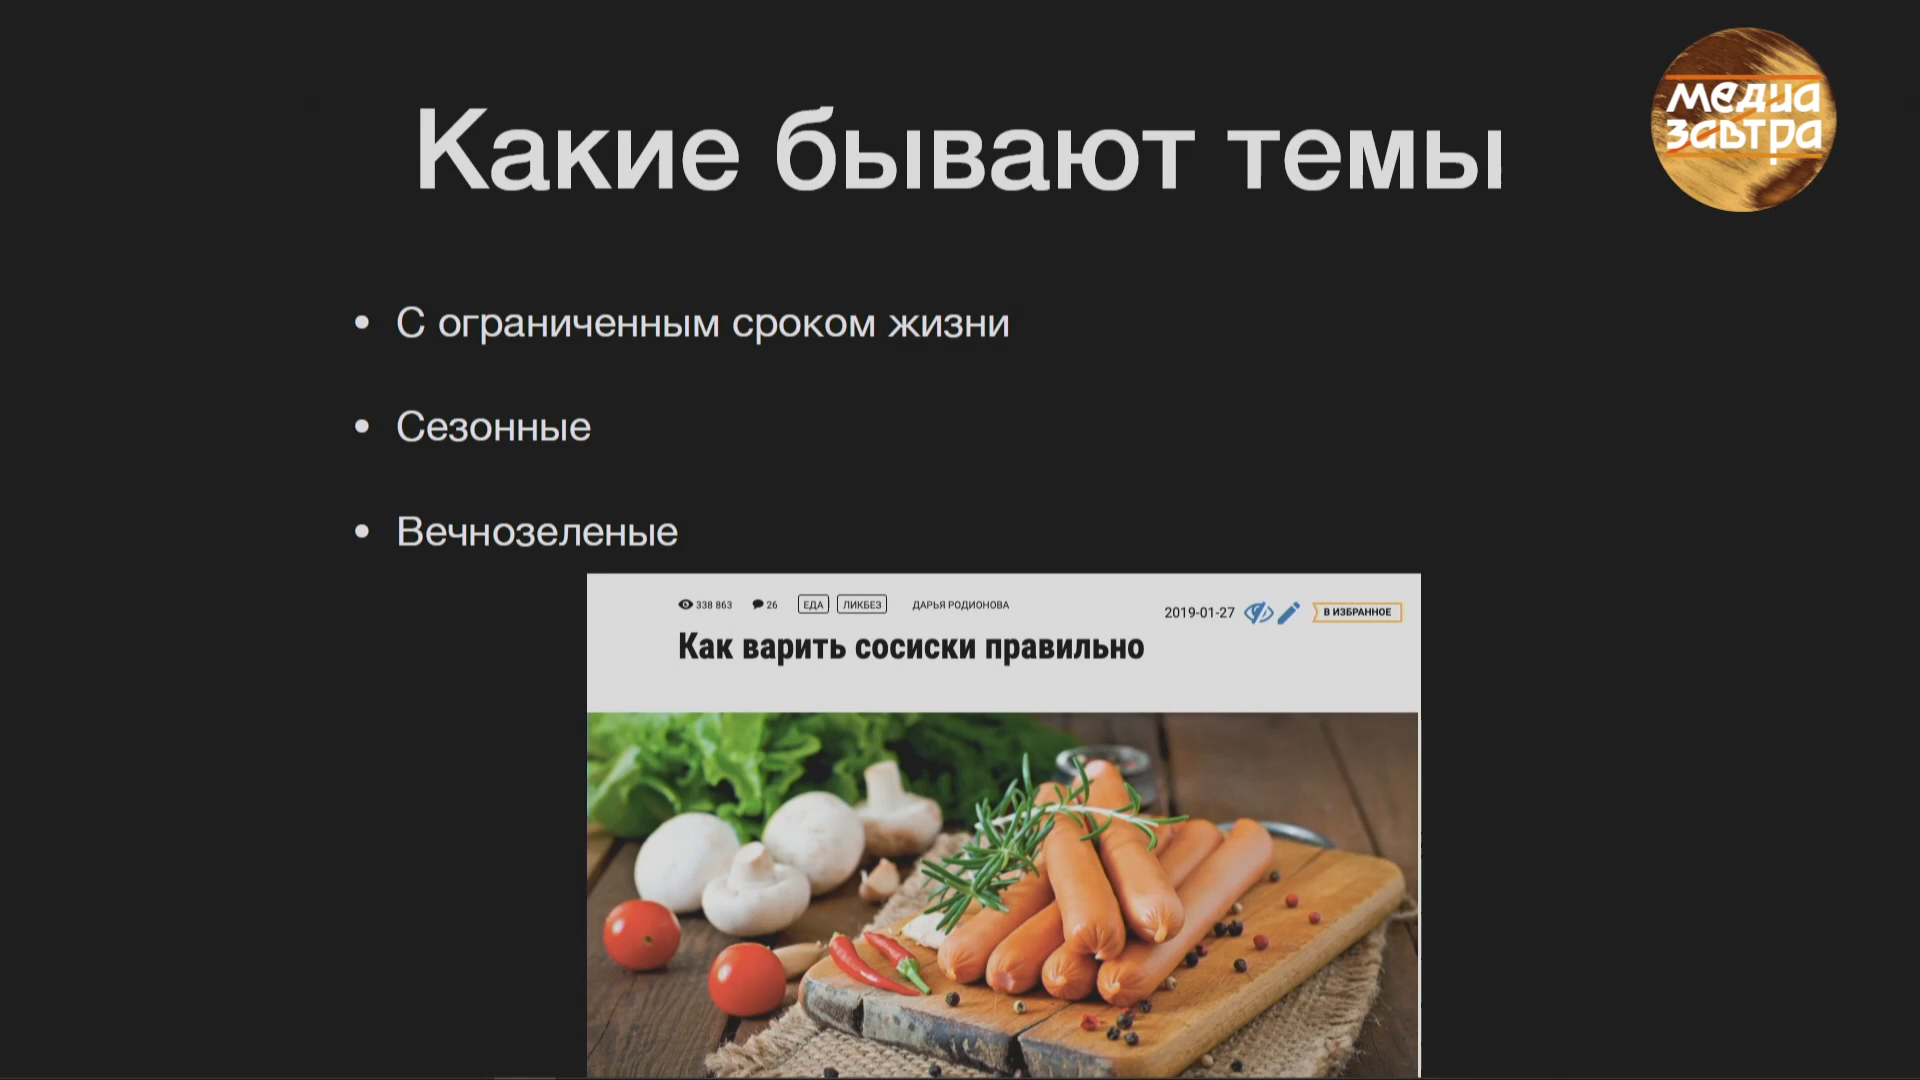 медиа
завтра
Какие бывают темы
• С ограниченным сроком жизни
• Сезонные
• Вечнозеленые
338 863 26 ЕДА ЛИКБЕЗ ДАРЬЯ РОДИОНОВА 2019-01-27 В ИЗБРАННОЕ
Как варить сосиски правильно